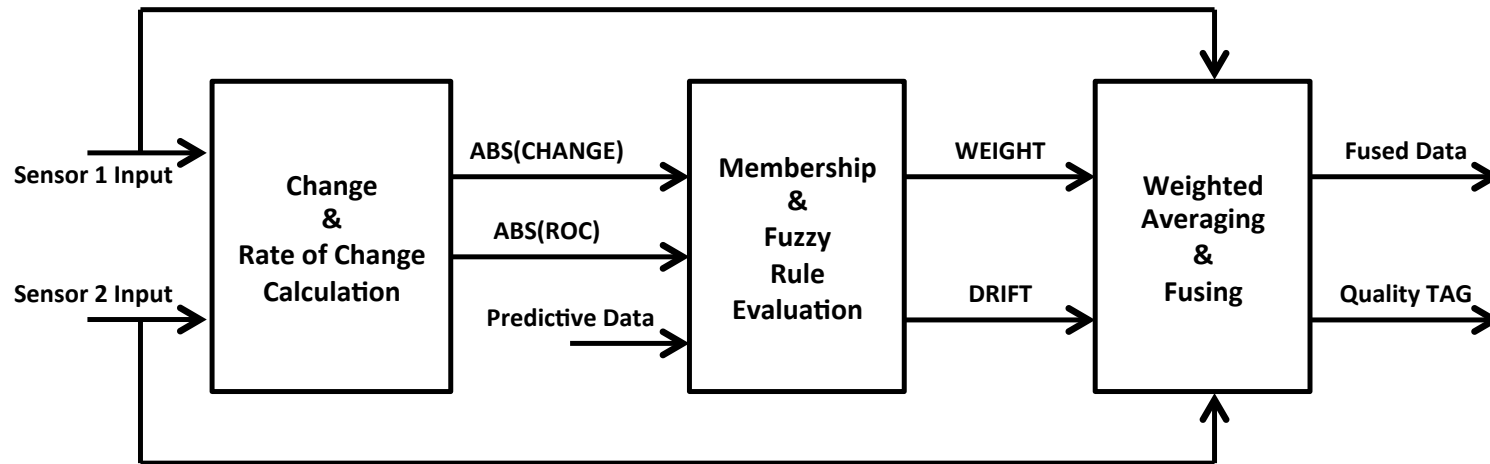 Sensor 1 Input
Sensor 2 Input
Change
&
Rate of Change
Calculation
ABS(CHANGE)
ABS(ROC)
Predictive Data
Membership
&
Fuzzy
Rule
Evaluation
WEIGHT
DRIFT
Weighted
Averaging
&
Fusing
Fused Data
Quality TAG